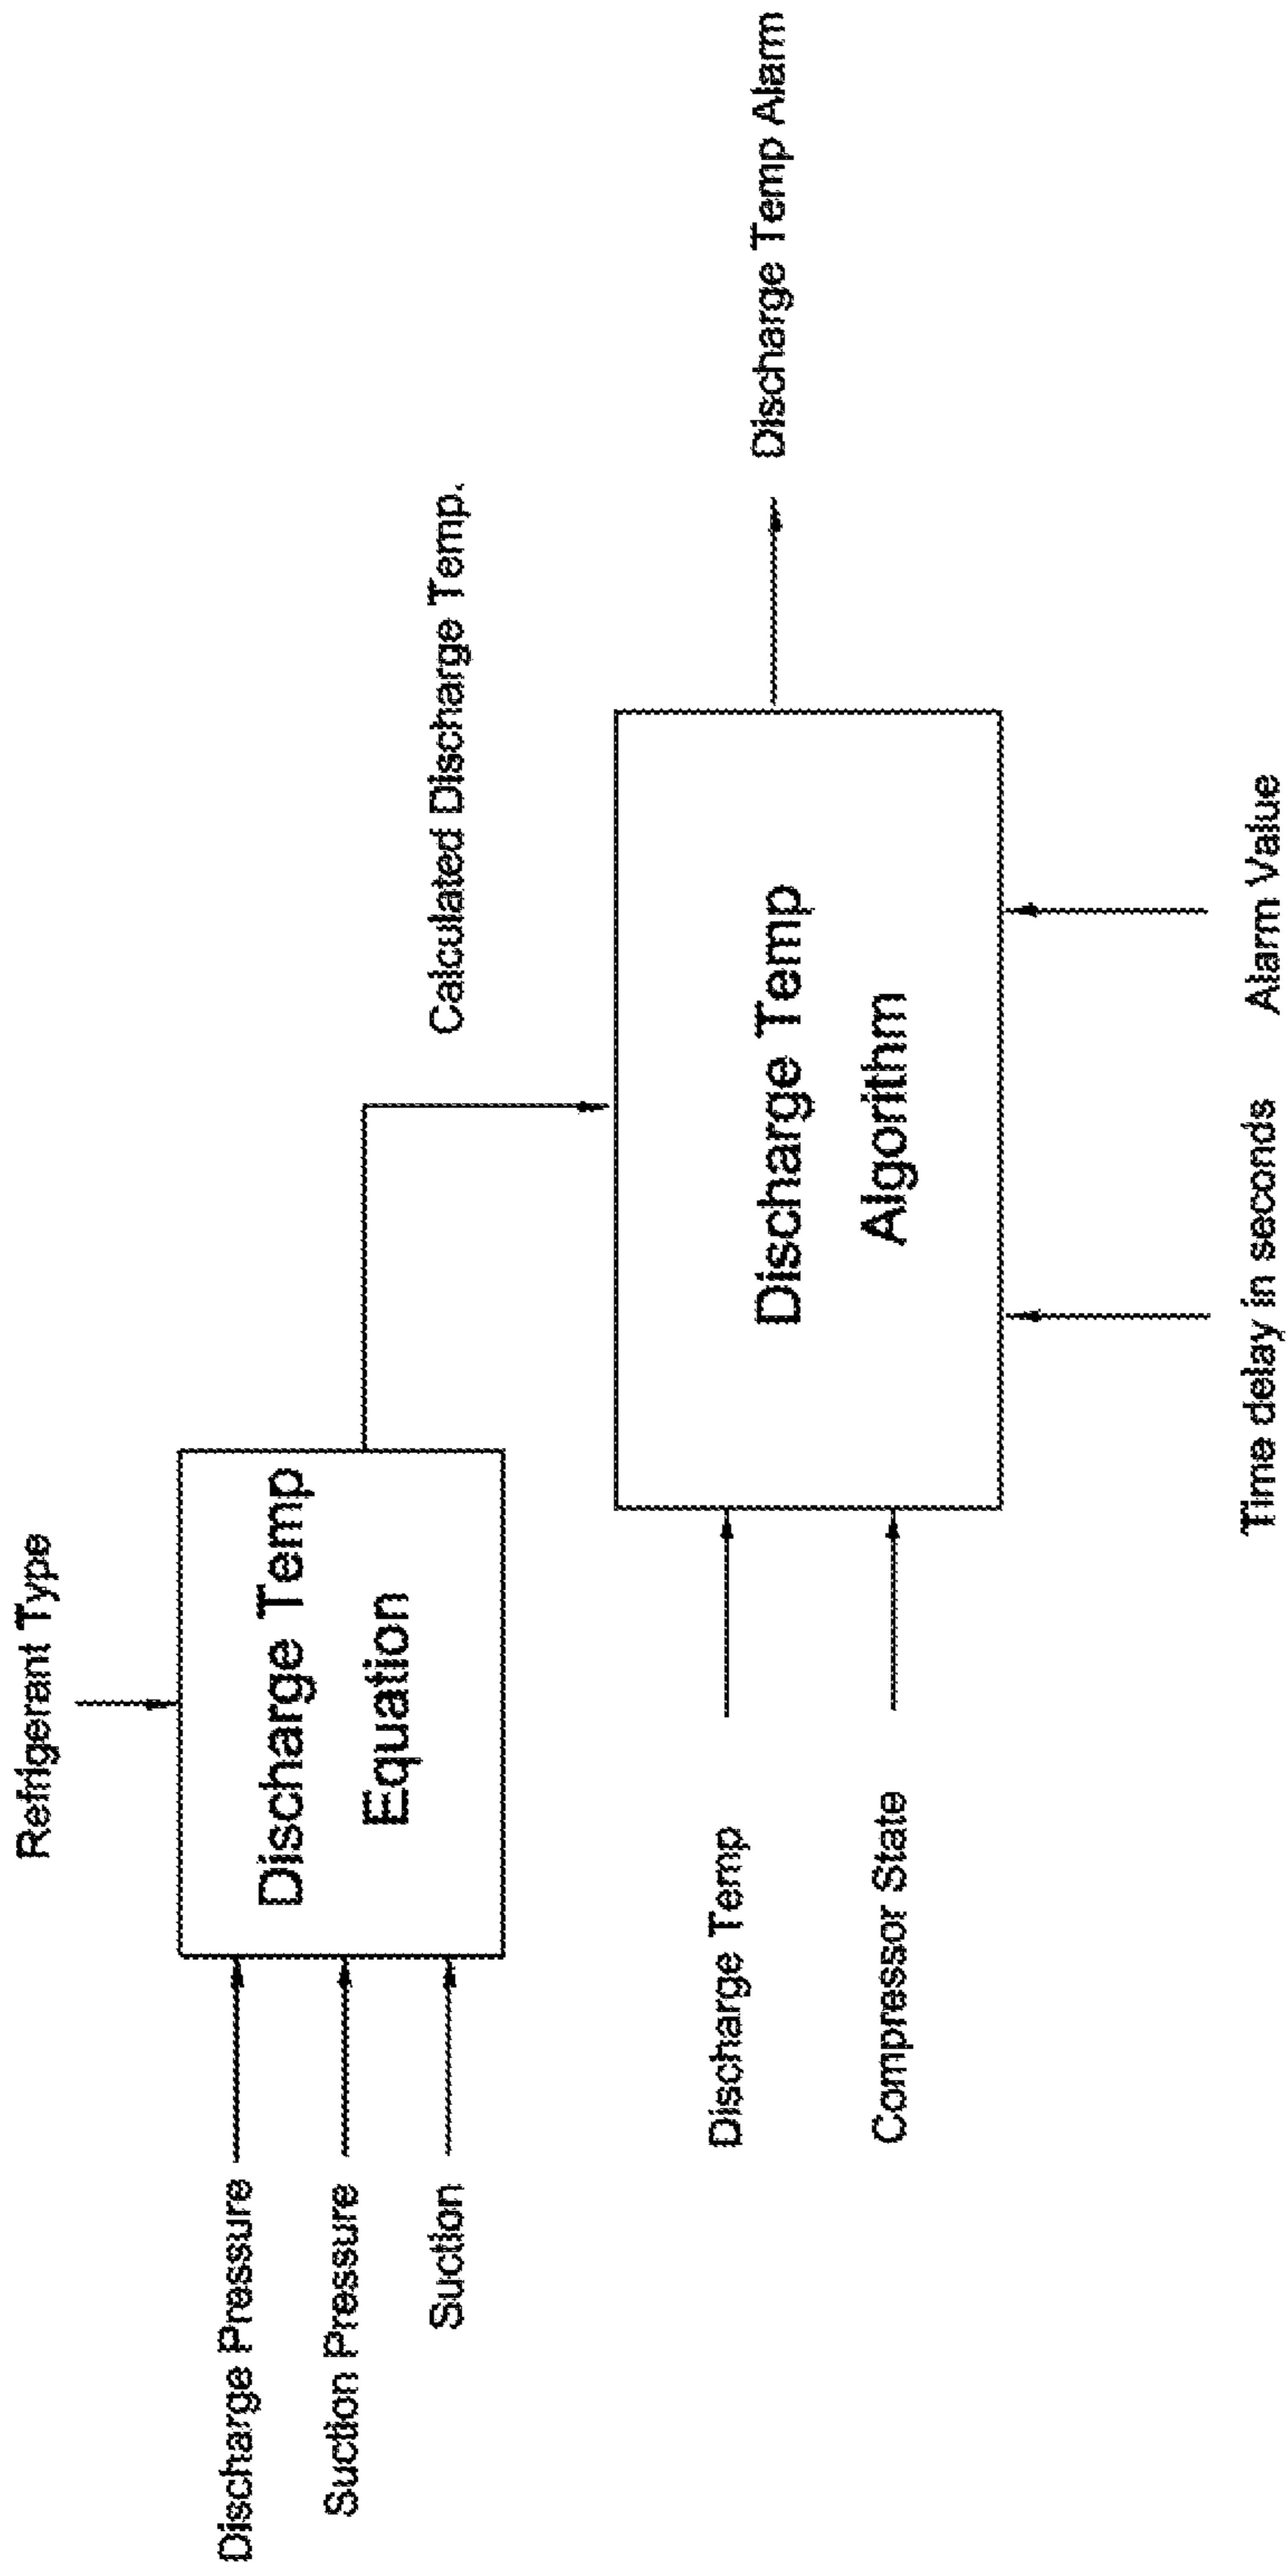 Refrigerant Type
Discharge Pressure
Suction Pressure
Suction
Discharge Temp
Equation
Calculated Discharge Temp.
Discharge Temp
Compressor State
Discharge Temp
Algorithm
Discharge Temp Alarm
Time delay in seconds
Alarm Value